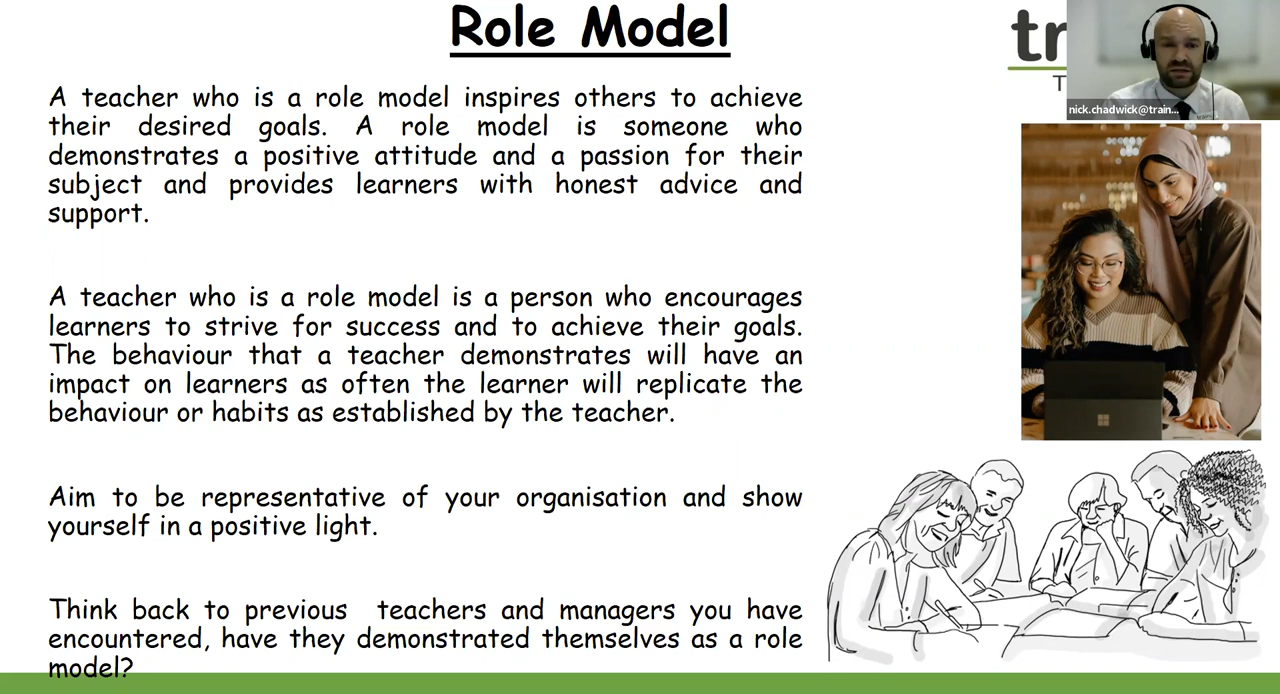 Role Model
tr
T
nick.chadwick@train...
A teacher who is a role model inspires others to achieve
their desired goals. A role model is someone who
demonstrates a positive attitude and a passion for their
subject and provides learners with honest advice and
support.
A teacher who is a role model is a person who encourages
learners to strive for success and to achieve their goals.
The behaviour that a teacher demonstrates will have an
impact on learners as often the learner will replicate the
behaviour or habits as established by the teacher.
Aim to be representative of your organisation and show
yourself in a positive light.
Think back to previous teachers and managers you have
encountered, have they demonstrated themselves as a role
model?